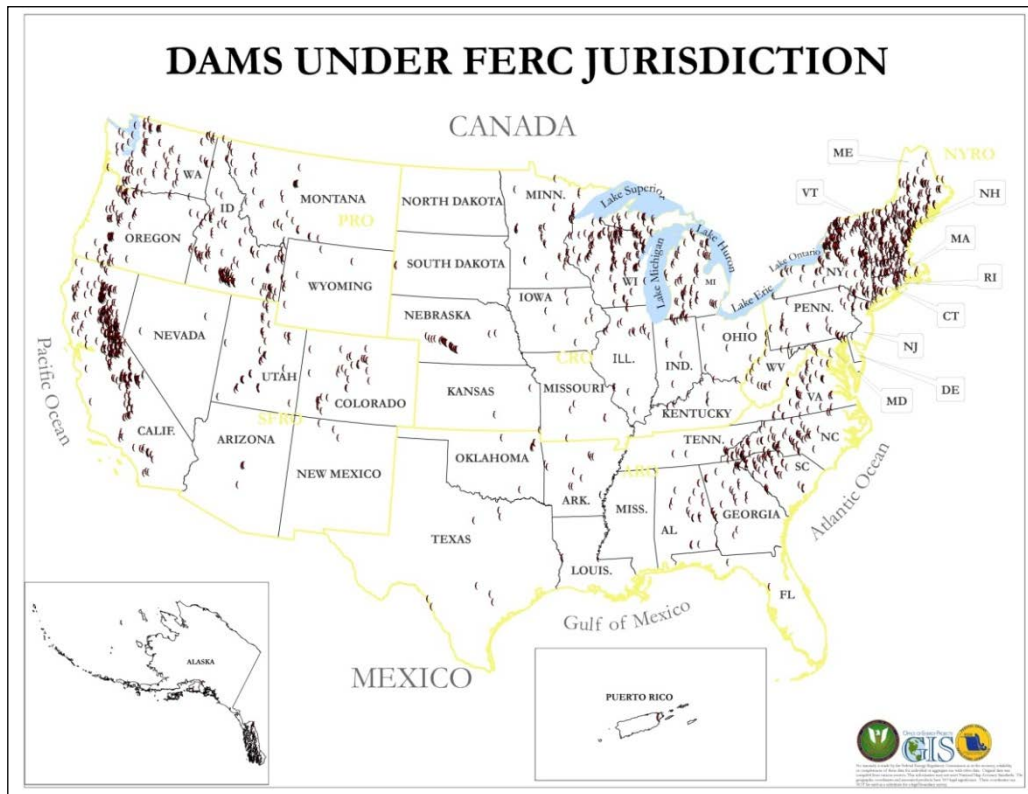 DAMS UNDER FERC JURISDICTION
CANADA
ME
NYRO
VT
NH
WA
MONTANA
NORTH DAKOTA
MINN.
Lake Superior
ID
PRO
OREGON
Lake Huron
MA
SOUTH DAKOTA
Lake Ontario
WYOMING
WI
Lake Michigan
MI
NY
RI
Lake Erie
IOWA
NEBRASKA
PENN.
CT
NEVADA
OHIO
NJ
CRO
ILL.
IND.
WV
UTAH
KANSAS
MISSOURI
DE
COLORADO
VA
MD
Pacific Ocean
KENTUCKY
SFRO
CALIF.
ARIZONA
TENN.
NC
OKLAHOMA
NEW MEXICO
ARO
SC
ARK.
MISS.
AL
GEORGIA
Atlantic Ocean
TEXAS
LOUIS.
FL
Gulf of Mexico
MEXICO
ALASKA
PUERTO RICO
GIS